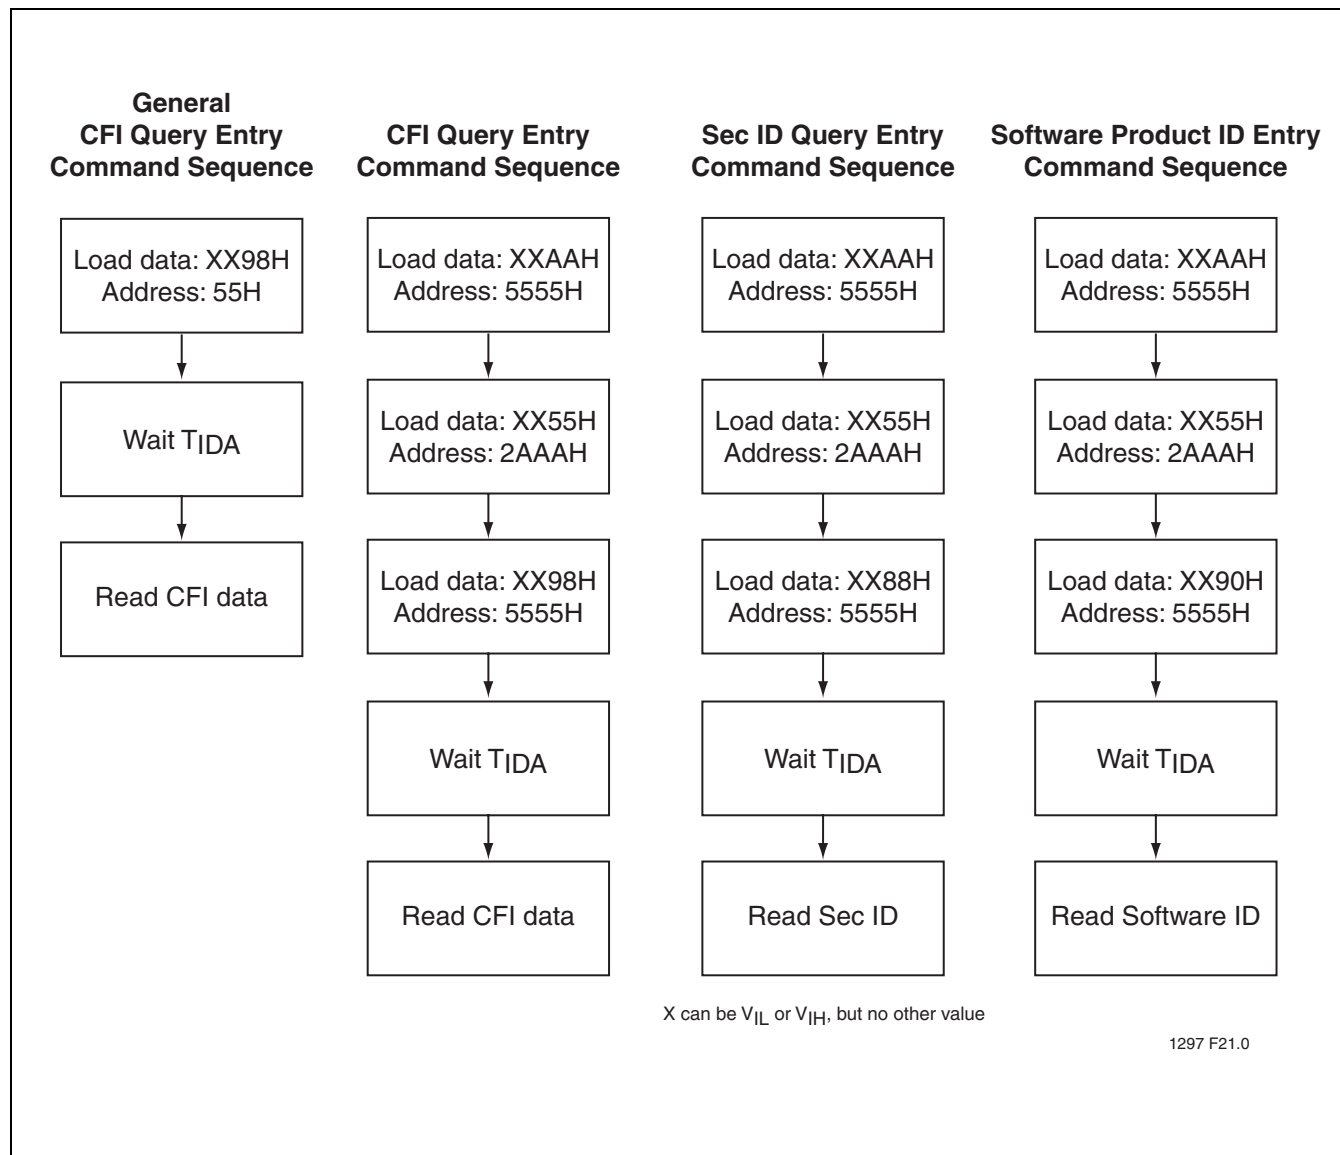 General
CFI Query Entry
Command Sequence
Load data: XX98H
Address: 55H
Wait TIDA
Read CFI data
CFI Query Entry
Command Sequence
Load data: XXAAH
Address: 5555H
Load data: XX55H
Address: 2AAAH
Load data: XX98H
Address: 5555H
Wait TIDA
Read CFI data
Sec ID Query Entry
Command Sequence
Load data: XXAAH
Address: 5555H
Load data: XX55H
Address: 2AAAH
Load data: XX88H
Address: 5555H
Wait TIDA
Read Sec ID
Software Product ID Entry
Command Sequence
Load data: XXAAH
Address: 5555H
Load data: XX55H
Address: 2AAAH
Load data: XX90H
Address: 5555H
Wait TIDA
Read Software ID
X can be VIL or VIH, but no other value
1297 F21.0